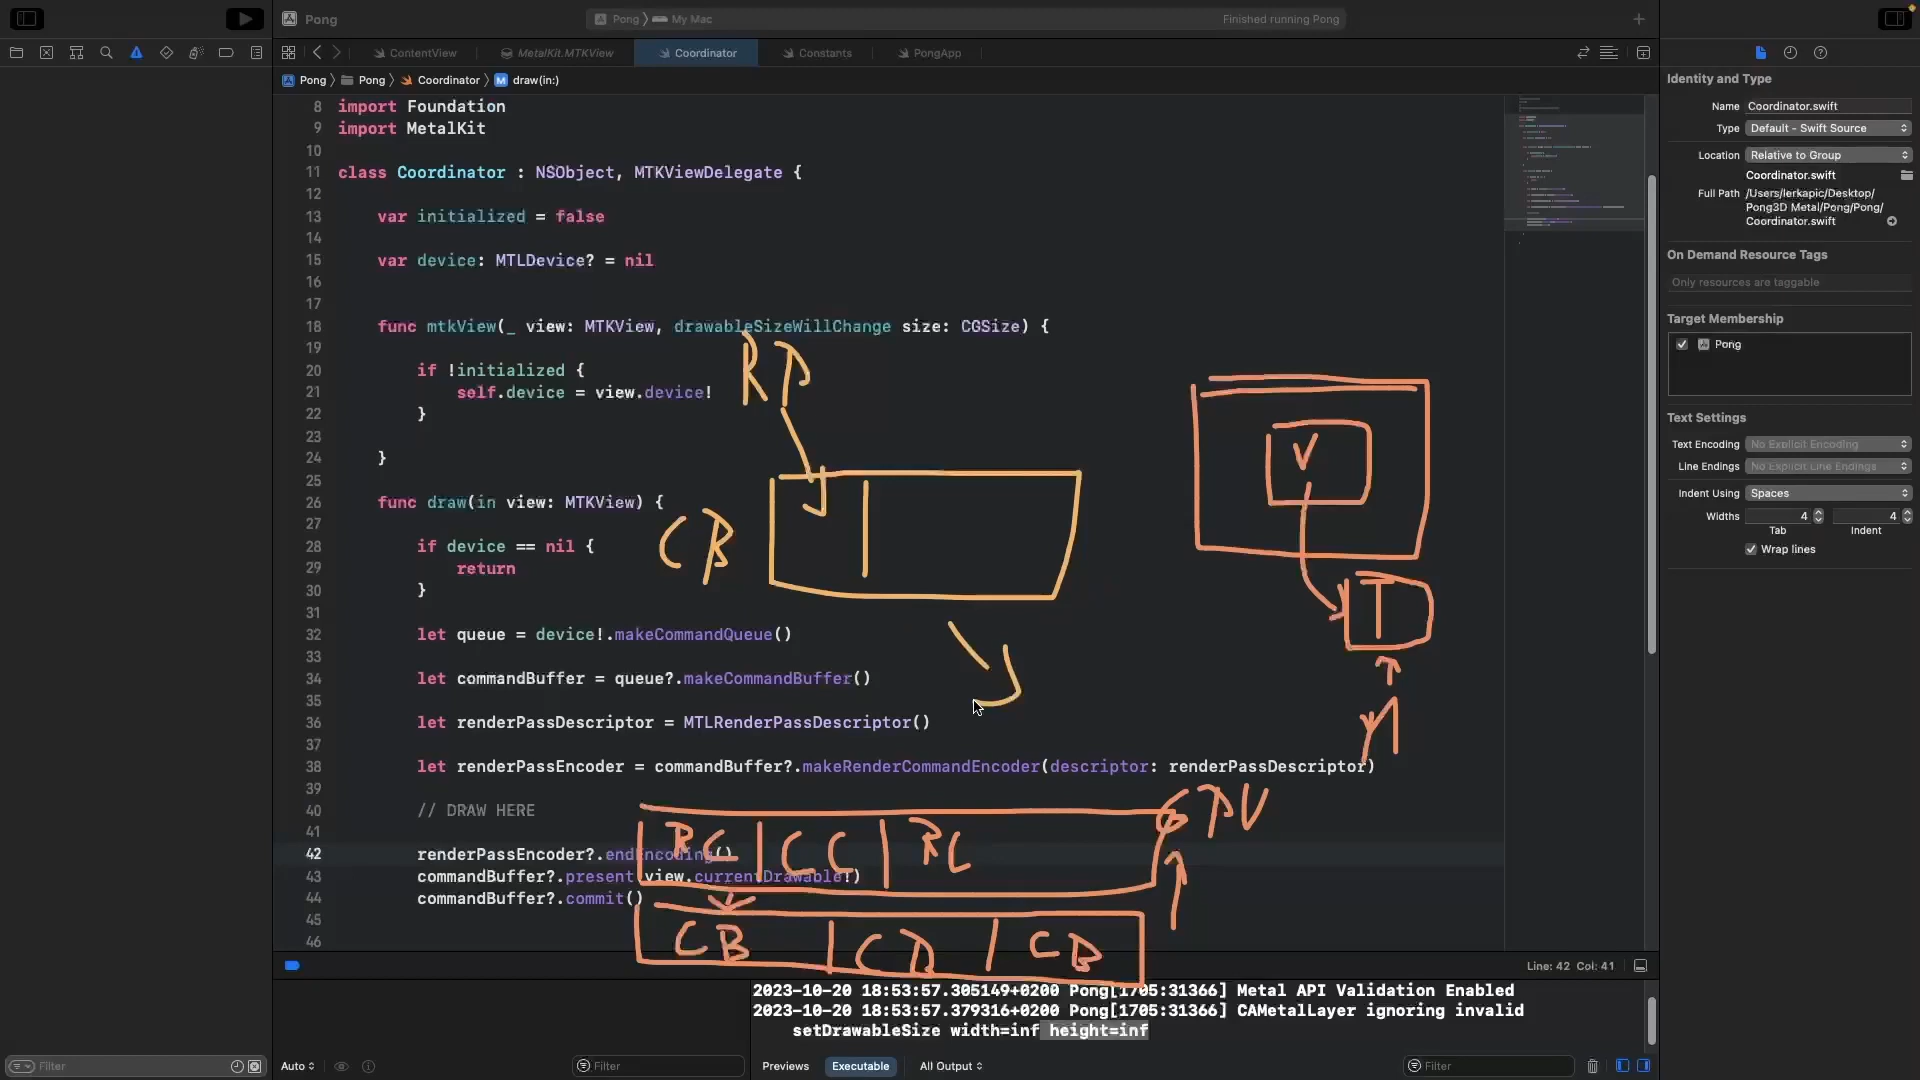 Pong
Pong
My Mac
Finished running Pong
ContentView
MetalKit.MTKView
Coordinator
Constants
PongApp
Pong
Pong
Coordinator
M
draw(in:)
8 import Foundation
9 import MetalKit
10
11 class Coordinator : NSObject, MTKViewDelegate {
12
13 var initialized = false
14
15 var device: MTLDevice? = nil
16
17
18 func mtkView(_ view: MTKView, drawableSizeWillChange size: CGSize) {
19
20 if !initialized {
21 self.device = view.device!
22 }
23
24 }
25
26 func draw(in view: MTKView) {
27
28 if device == nil {
29 return
30 }
31
32 let queue = device!.makeCommandQueue()
33
34 let commandBuffer = queue?.makeCommandBuffer()
35
36 let renderPassDescriptor = MTLRenderPassDescriptor()
37
38 let renderPassEncoder = commandBuffer?.makeRenderCommandEncoder(descriptor: renderPassDescriptor)
39
40 // DRAW HERE
41
42 renderPassEncoder?.endEncoding()
43 commandBuffer?.present(view.currentDrawable!)
44 commandBuffer?.commit()
45
46
RP
CB
V
T
M
RC CC RC
CB CB CB
Line: 42 Col: 41
2023-10-20 18:53:57.305149+0200 Pong[1705:31366] Metal API Validation Enabled
2023-10-20 18:53:57.379316+0200 Pong[1705:31366] CAMetalLayer ignoring invalid
setDrawableSize width=inf height=inf
Filter
Auto
Filter
Previews
Executable
All Output
Filter
Identity and Type
Name Coordinator.swift
Type Default - Swift Source
Location Relative to Group
Coordinator.swift
Full Path /Users/lerkapic/Desktop/
Pong3D Metal/Pong/Pong/
Coordinator.swift
On Demand Resource Tags
Only resources are taggable
Target Membership
Pong
Text Settings
Text Encoding No Explicit Encoding
Line Endings No Explicit Line Endings
Indent Using Spaces
Widths 4 4
Tab Indent
Wrap lines